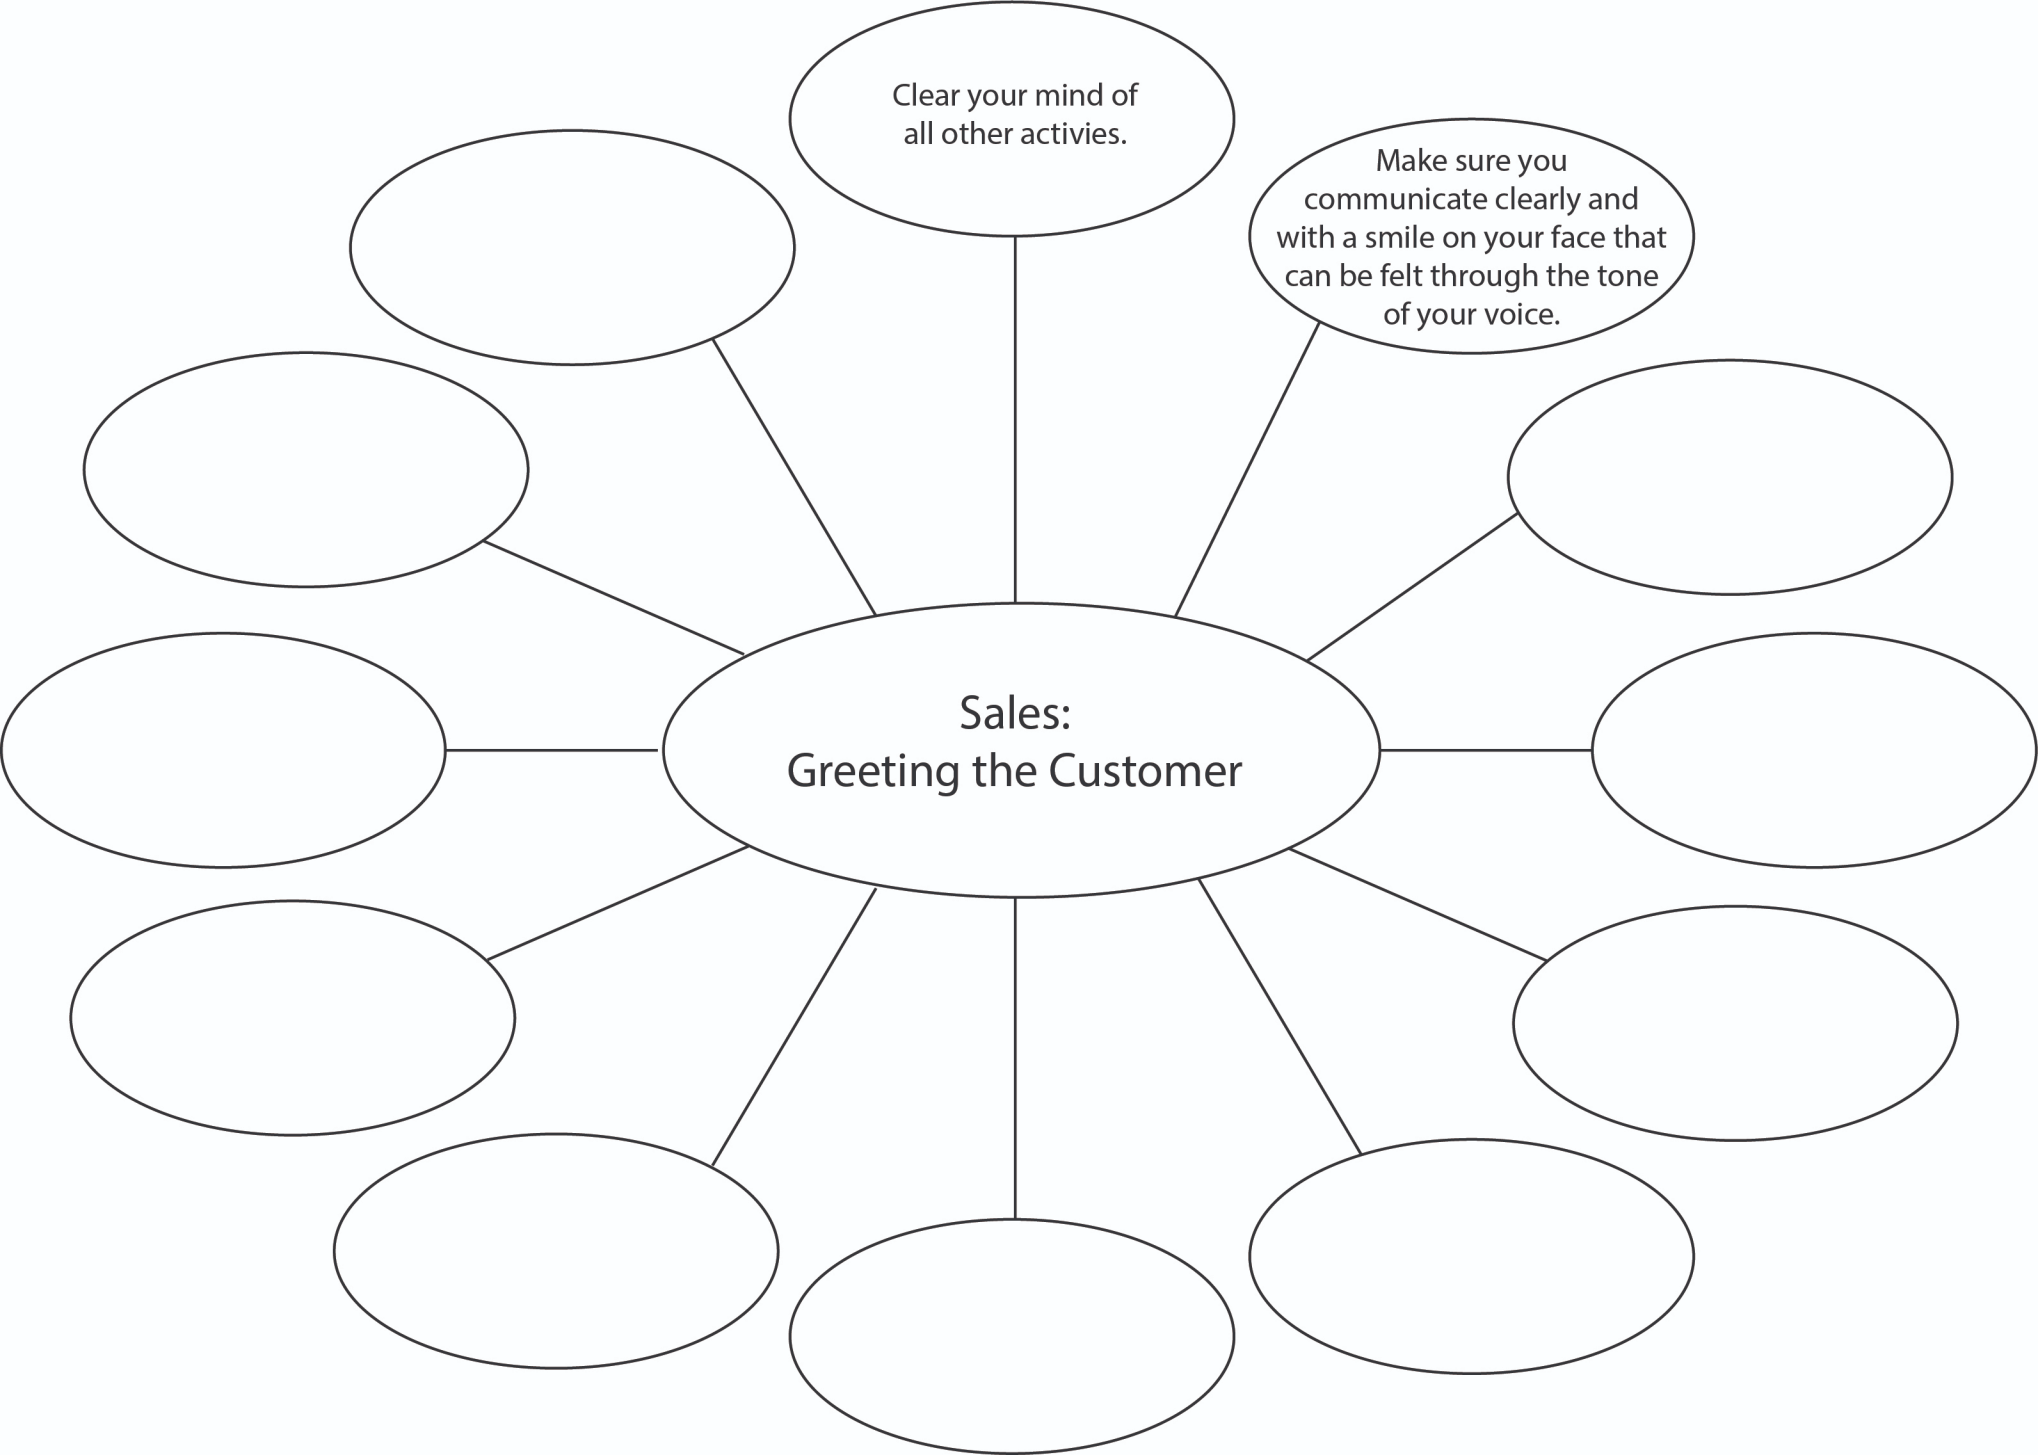 Clear your mind of
all other activies.
Make sure you
communicate clearly and
with a smile on your face that
can be felt through the tone
of your voice.
Sales:
Greeting the Customer